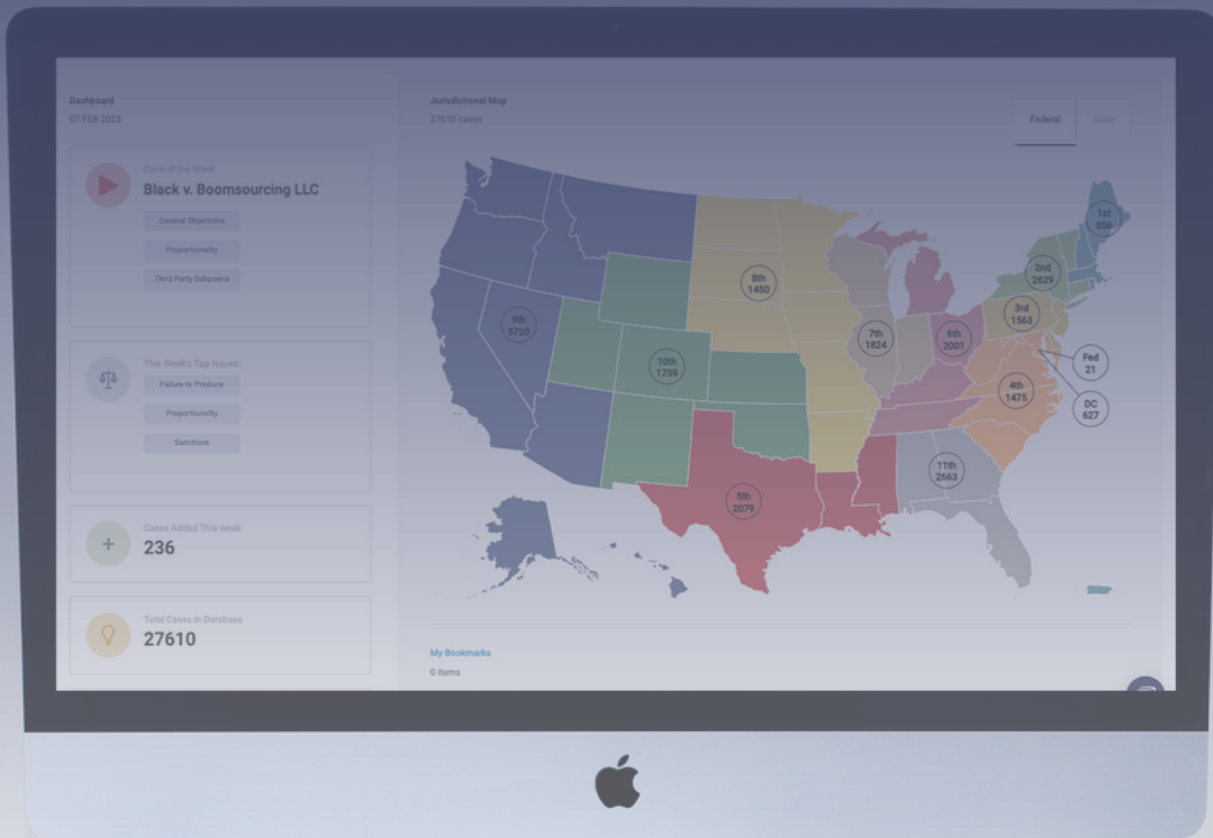 Dashboard
07 FEB 2023
Case of the Week
Black v. Boomsourcing LLC
General Objections
Proportionality
Third Party Subpoena
This Week's Top Issues:
Failure to Produce
Proportionality
Sanctions
Cases Added This week
236
Total Cases in Database
27610
Jurisdictional Map
27610 cases
Federal
State
1st
556
2nd
2629
3rd
1563
8th
1450
9th
5720
7th
1824
6th
2001
10th
1739
Fed
21
4th
1475
DC
627
11th
2663
5th
2079
My Bookmarks
0 items